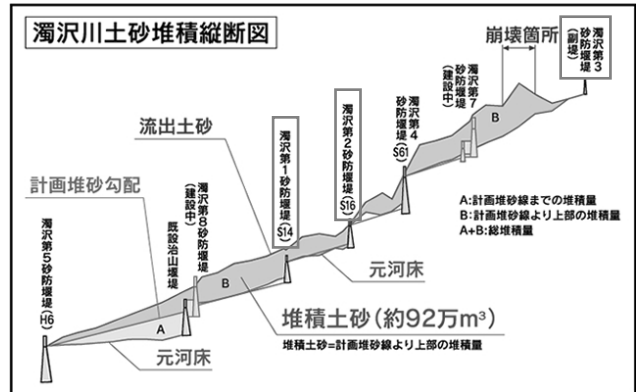 濁沢川土砂堆積縦断図
崩壊箇所
濁沢第3砂防堰堤(副堤)
濁沢第7砂防堰堤(建設中)
B
濁沢第4砂防堰堤(S61)
流出土砂
濁沢第2砂防堰堤(S16)
濁沢第1砂防堰堤(S14)
計画堆砂勾配
濁沢第8砂防堰堤(建設中)
既設治山堰堤
濁沢第5砂防堰堤(H6)
A:計画堆砂線までの堆積量
B:計画堆砂線より上部の堆積量
A+B:総堆積量
元河床
B
A
堆積土砂(約92万m³)
堆積土砂=計画堆砂線より上部の堆積量
元河床